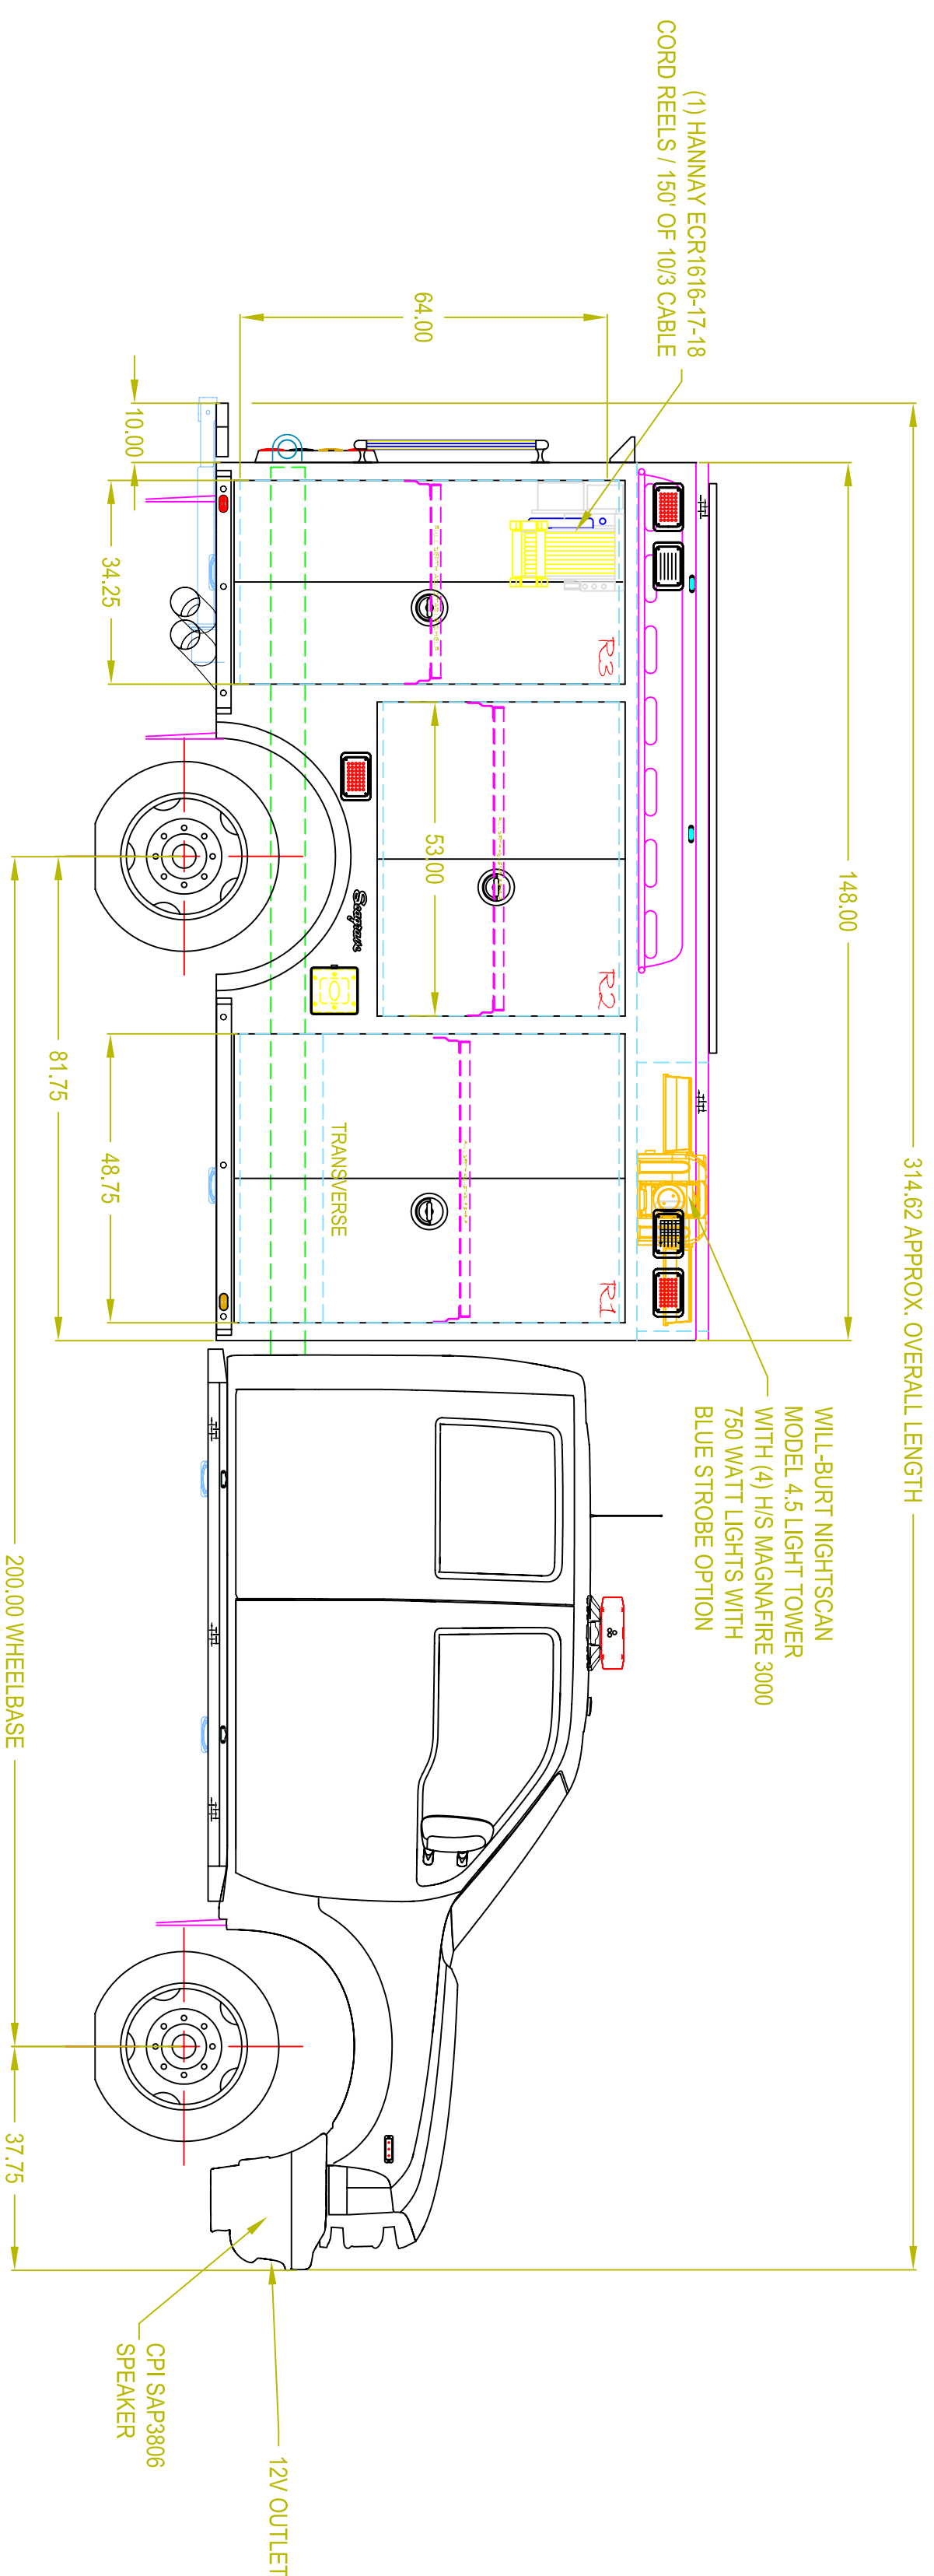 314.62 APPROX. OVERALL LENGTH
148.00
WILL-BURT NIGHTSCAN
MODEL 4.5 LIGHT TOWER
WITH (4) H/S MAGNAFIRE 3000
750 WATT LIGHTS WITH
BLUE STROBE OPTION
(1) HANNAY ECR1616-17-18
CORD REELS / 150' OF 10/3 CABLE
R3
R2
R1
64.00
53.00
TRANSVERSE
10.00
34.25
48.75
81.75
200.00 WHEELBASE
37.75
12V OUTLET
CPI SAP3806
SPEAKER